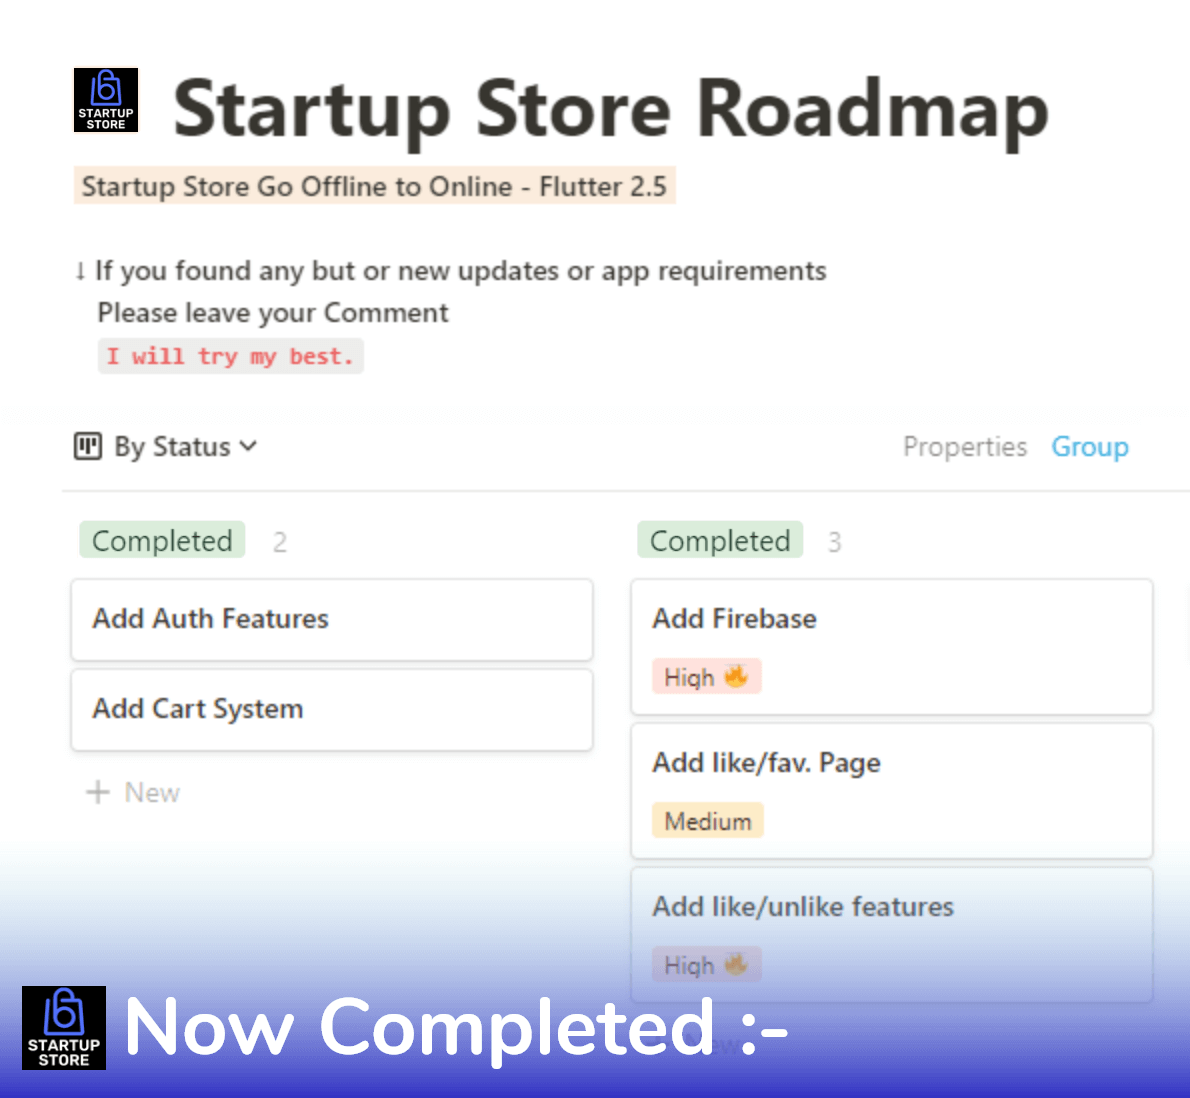 STARTUP
STORE
Startup Store Roadmap
Startup Store Go Offline to Online - Flutter 2.5
↓ If you found any but or new updates or app requirements
Please leave your Comment
I will try my best.
By Status
Properties Group
Completed 2
Add Auth Features
Add Cart System
+ New
Completed 3
Add Firebase
High 🔥
Add like/fav. Page
Medium
Add like/unlike features
High 🔥
+ New
STARTUP
STORE
Now Completed :-